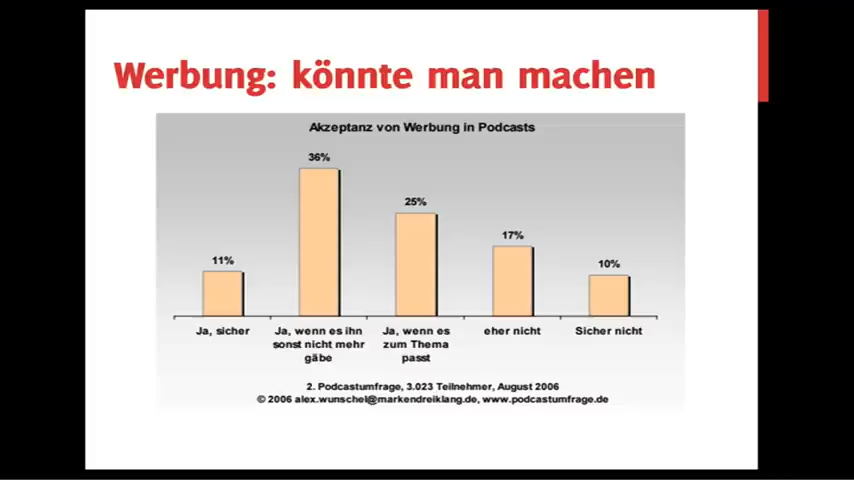 Werbung: könnte man machen
Akzeptanz von Werbung in Podcasts
36%
25%
17%
11%
10%
Ja, sicher
Ja, wenn es ihn
sonst nicht mehr
gäbe
Ja, wenn es
zum Thema
passt
eher nicht
Sicher nicht
2. Podcastumfrage, 3.023 Teilnehmer, August 2006
© 2006 alex.wunschel@markendreiklang.de, www.podcastumfrage.de